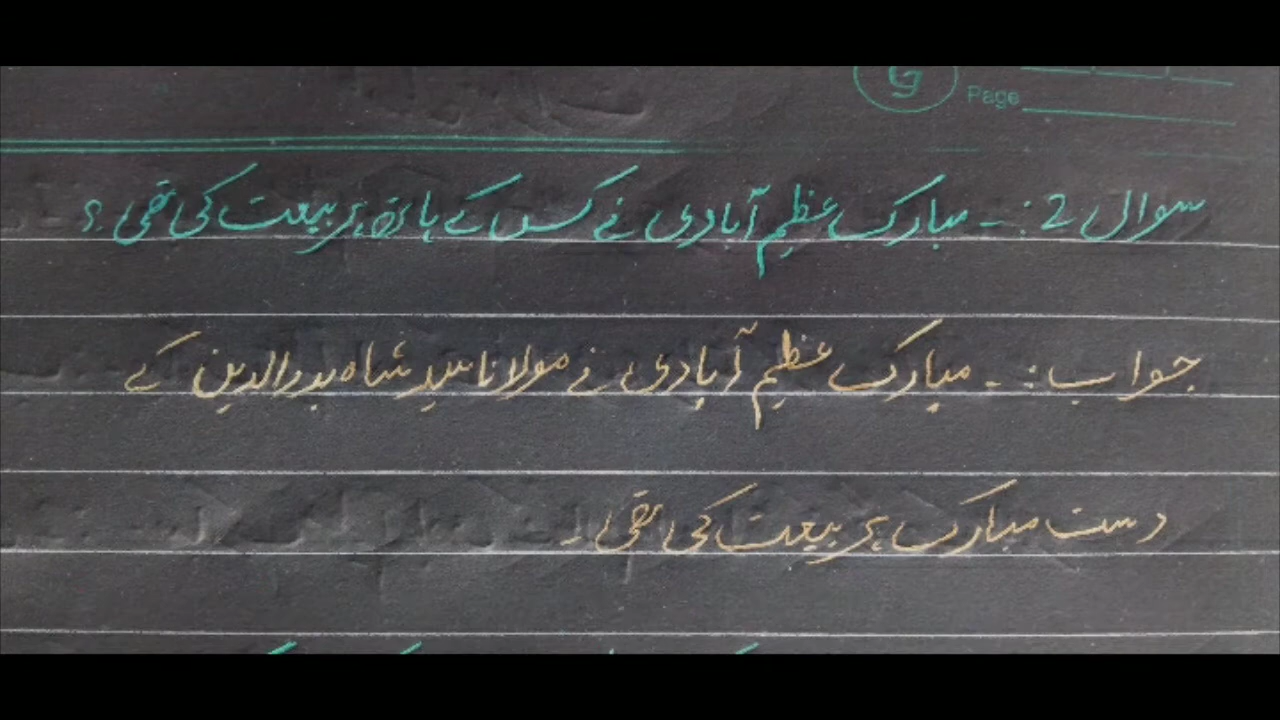 Page
سوال 2:۔ مبارک عظیم آبادی نے کس کے ہاتھ پر بیعت کی تھی؟
جواب:۔ مبارک عظیم آبادی نے مولانا سید شاہ بدرالدین کے
دست مبارک پر بیعت کی تھی۔